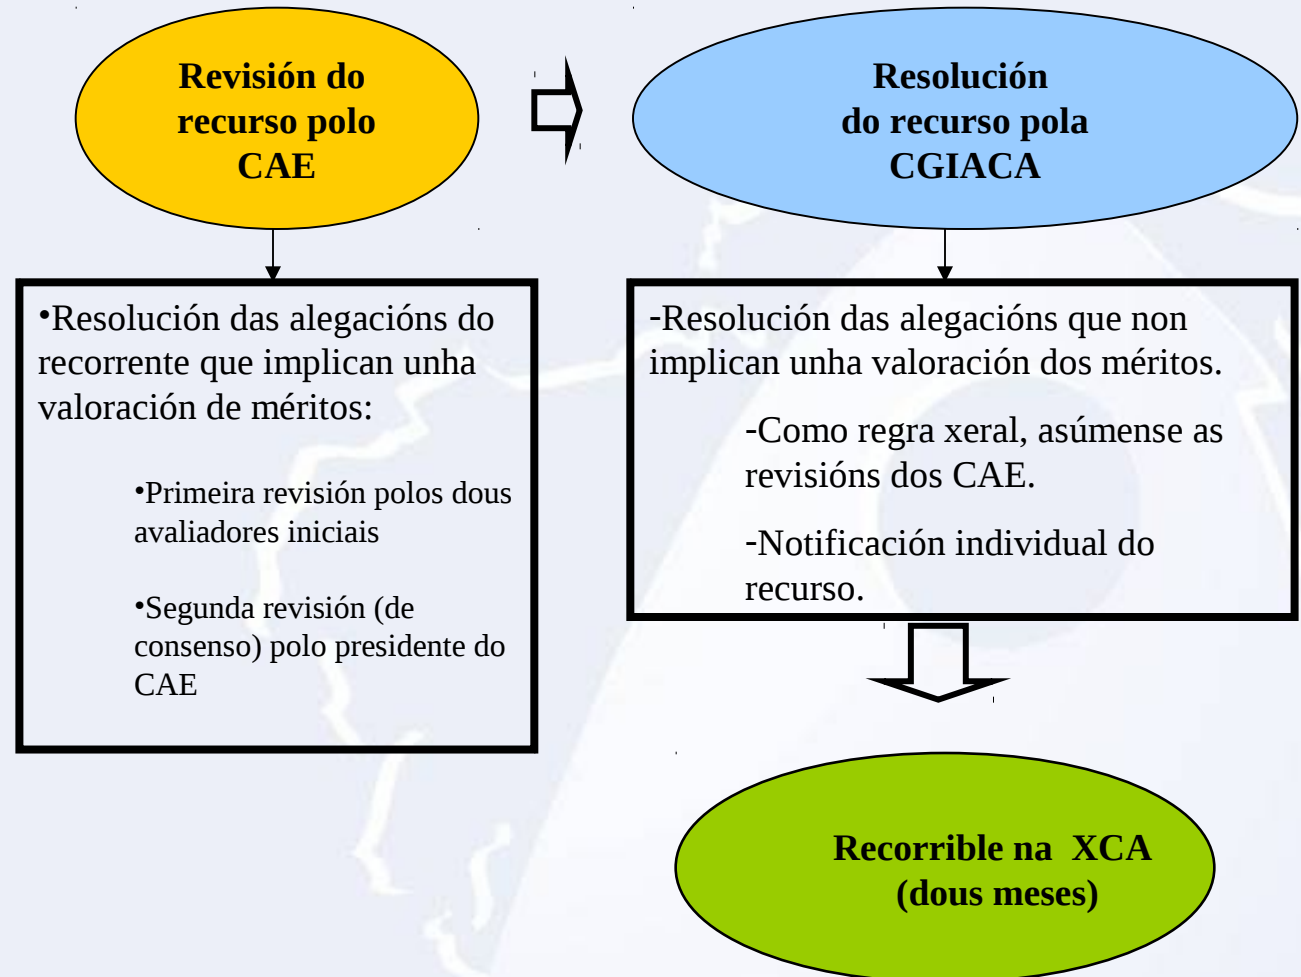 Revisión do
recurso polo
CAE
Resolución
do recurso pola
CGIACA
•Resolución das alegacións do
recorrente que implican unha
valoración de méritos:
•Primeira revisión polos dous
avaliadores iniciais
•Segunda revisión (de
consenso) polo presidente do
CAE
-Resolución das alegacións que non
implican unha valoración dos méritos.
-Como regra xeral, asúmense as
revisións dos CAE.
-Notificación individual do
recurso.
Recorrible na XCA
(dous meses)